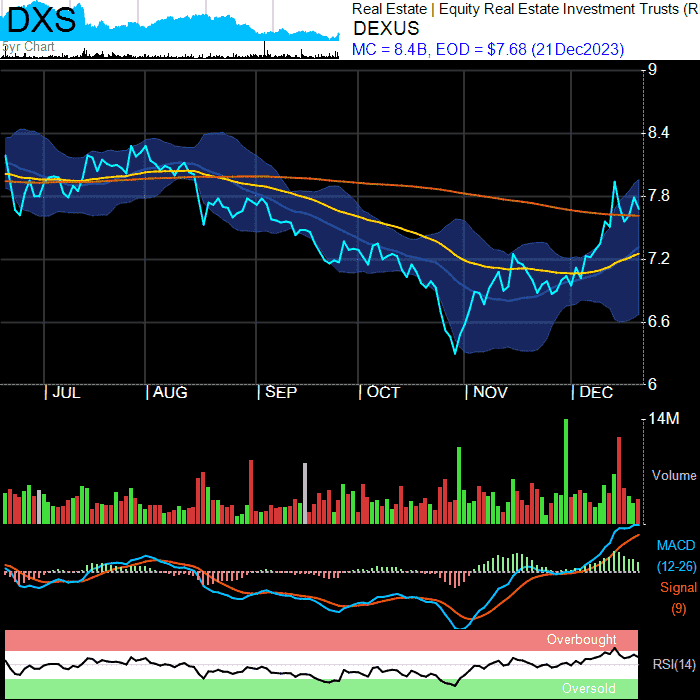 DXS
5yr Chart
Real Estate | Equity Real Estate Investment Trusts (R
DEXUS
MC = 8.4B, EOD = $7.68 (21Dec2023)
9
8.4
7.8
7.2
6.6
6
| JUL | AUG | SEP | OCT | NOV | DEC
14M
Volume
MACD
(12-26)
Signal
(9)
Overbought
RSI(14)
Oversold